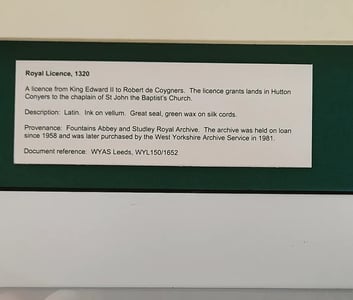 Royal Licence, 1320
A licence from King Edward II to Robert de Coygners. The licence grants lands in Hutton
Conyers to the chaplain of St John the Baptist's Church.
Description: Latin. Ink on vellum. Great seal, green wax on silk cords.
Provenance: Fountains Abbey and Studley Royal Archive. The archive was held on loan
since 1958 and was later purchased by the West Yorkshire Archive Service in 1981.
Document reference: WYAS Leeds, WYL150/1652